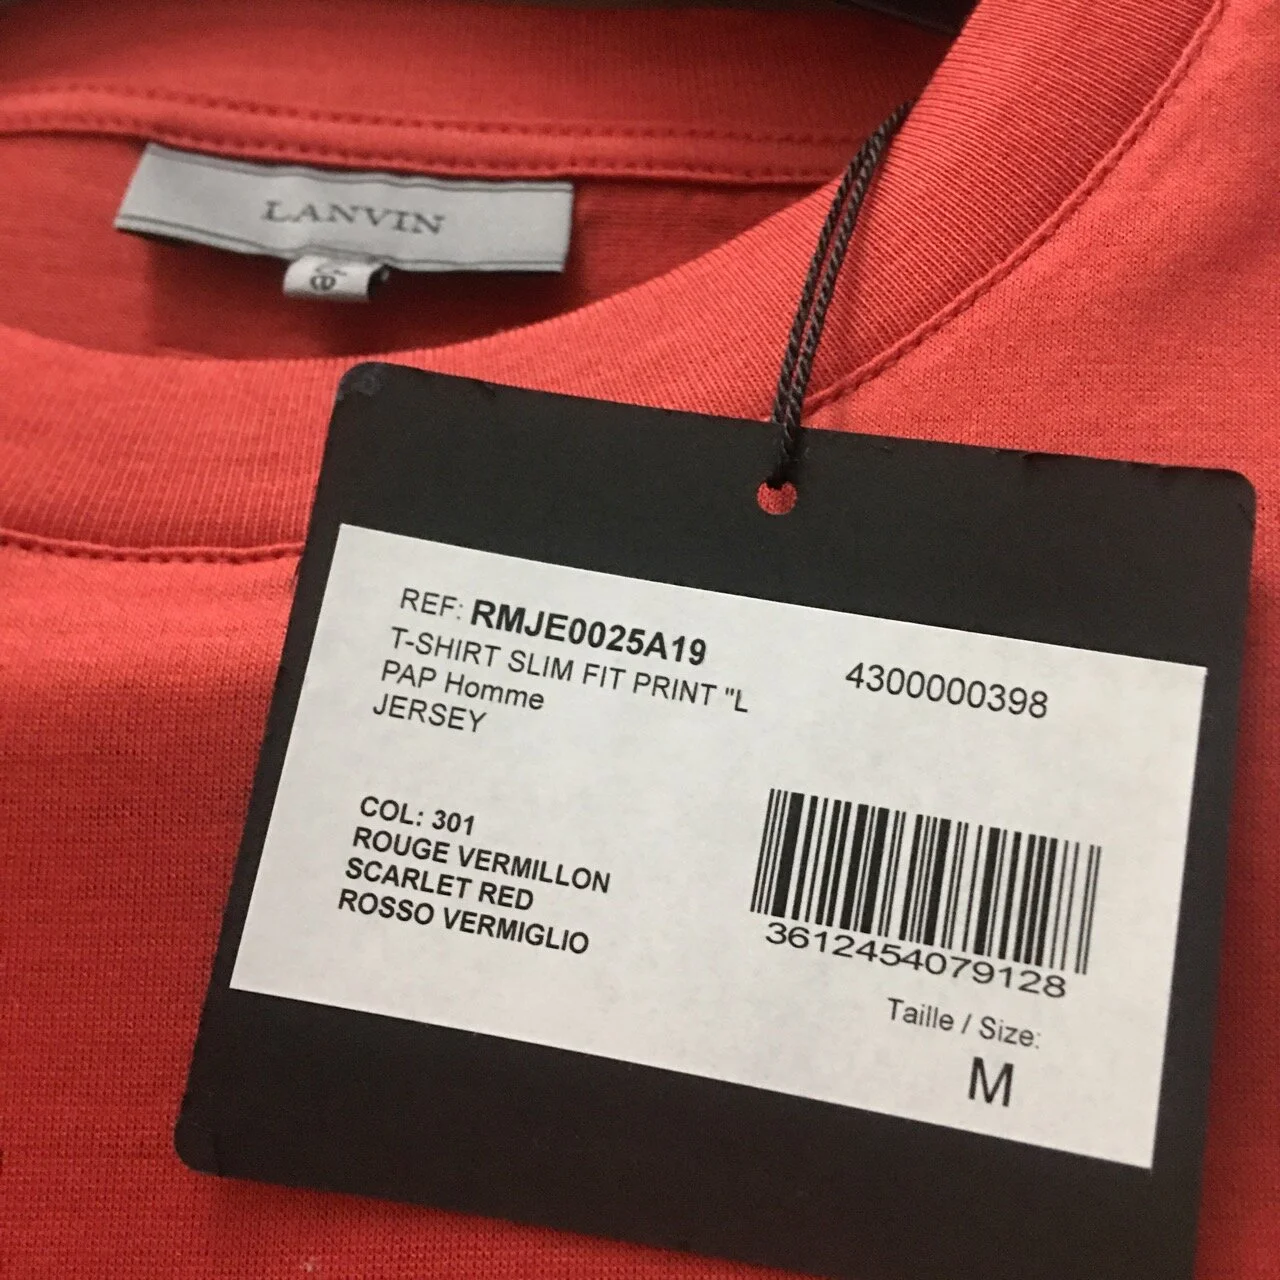 LANVIN
REF: RMJE0025A19
T-SHIRT SLIM FIT PRINT "L
PAP Homme
JERSEY
4300000398
COL: 301
ROUGE VERMILLON
SCARLET RED
ROSSO VERMIGLIO
3612454079128
Taille / Size:
M